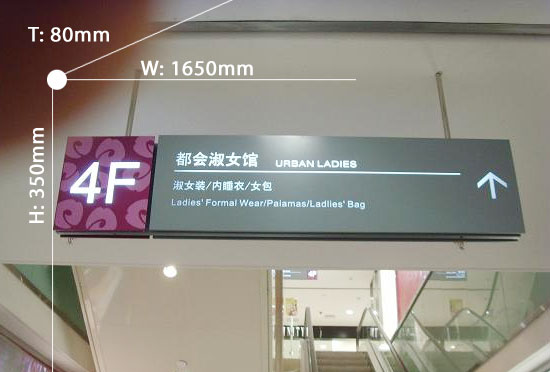 T: 80mm
W: 1650mm
H: 350mm
4F
都会淑女馆 URBAN LADIES
淑女装/内睡衣/女包
Ladies' Formal Wear/Palamas/Ladlies' Bag